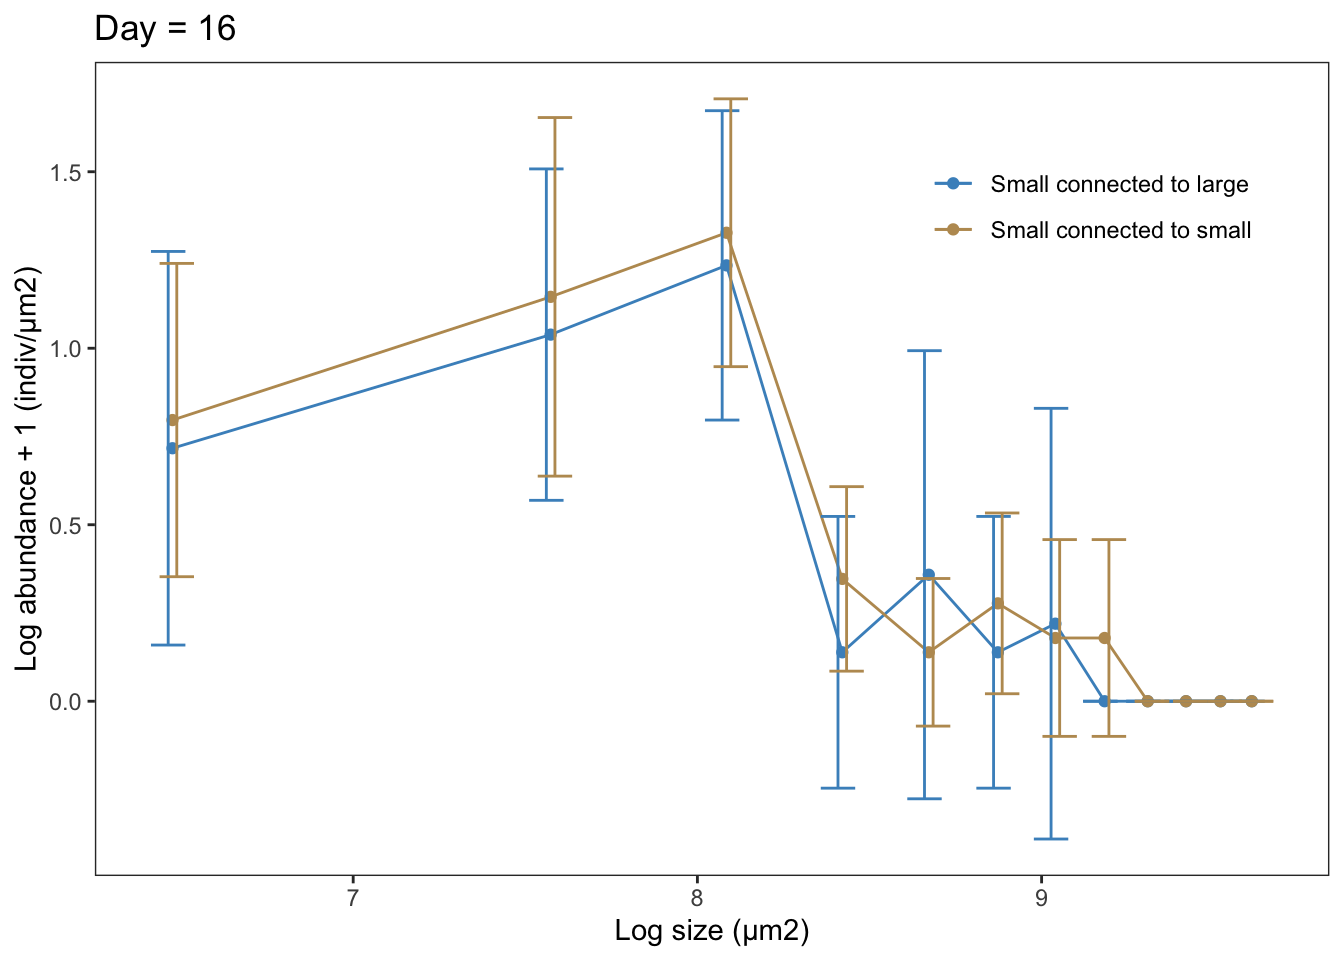 Day = 16
Log abundance + 1 (indiv/µm2)
1.5
1.0
0.5
0.0
Small connected to large
Small connected to small
7 8 9
Log size (µm2)